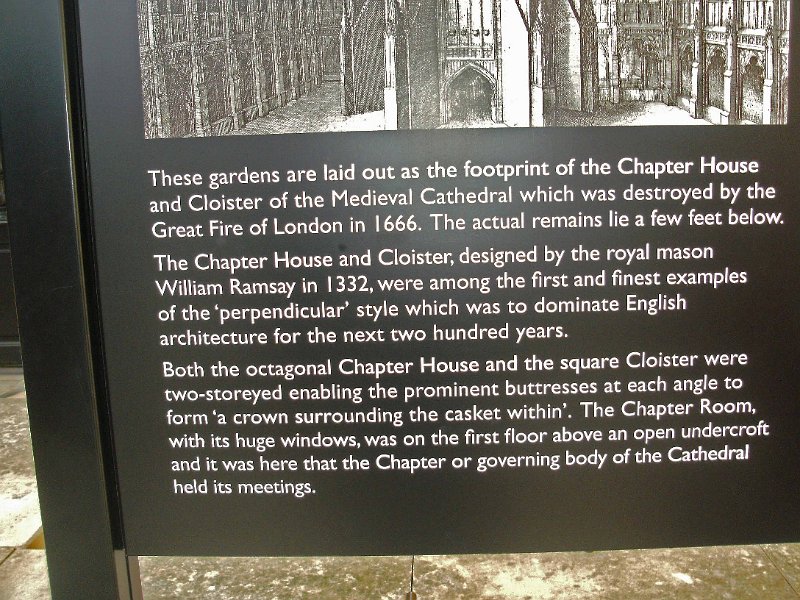 These gardens are laid out as the footprint of the Chapter House
and Cloister of the Medieval Cathedral which was destroyed by the
Great Fire of London in 1666. The actual remains lie a few feet below.
The Chapter House and Cloister, designed by the royal mason
William Ramsay in 1332, were among the first and finest examples
of the ‘perpendicular’ style which was to dominate English
architecture for the next two hundred years.
Both the octagonal Chapter House and the square Cloister were
two-storeyed enabling the prominent buttresses at each angle to
form ‘a crown surrounding the casket within’. The Chapter Room,
with its huge windows, was on the first floor above an open undercroft
and it was here that the Chapter or governing body of the Cathedral
held its meetings.